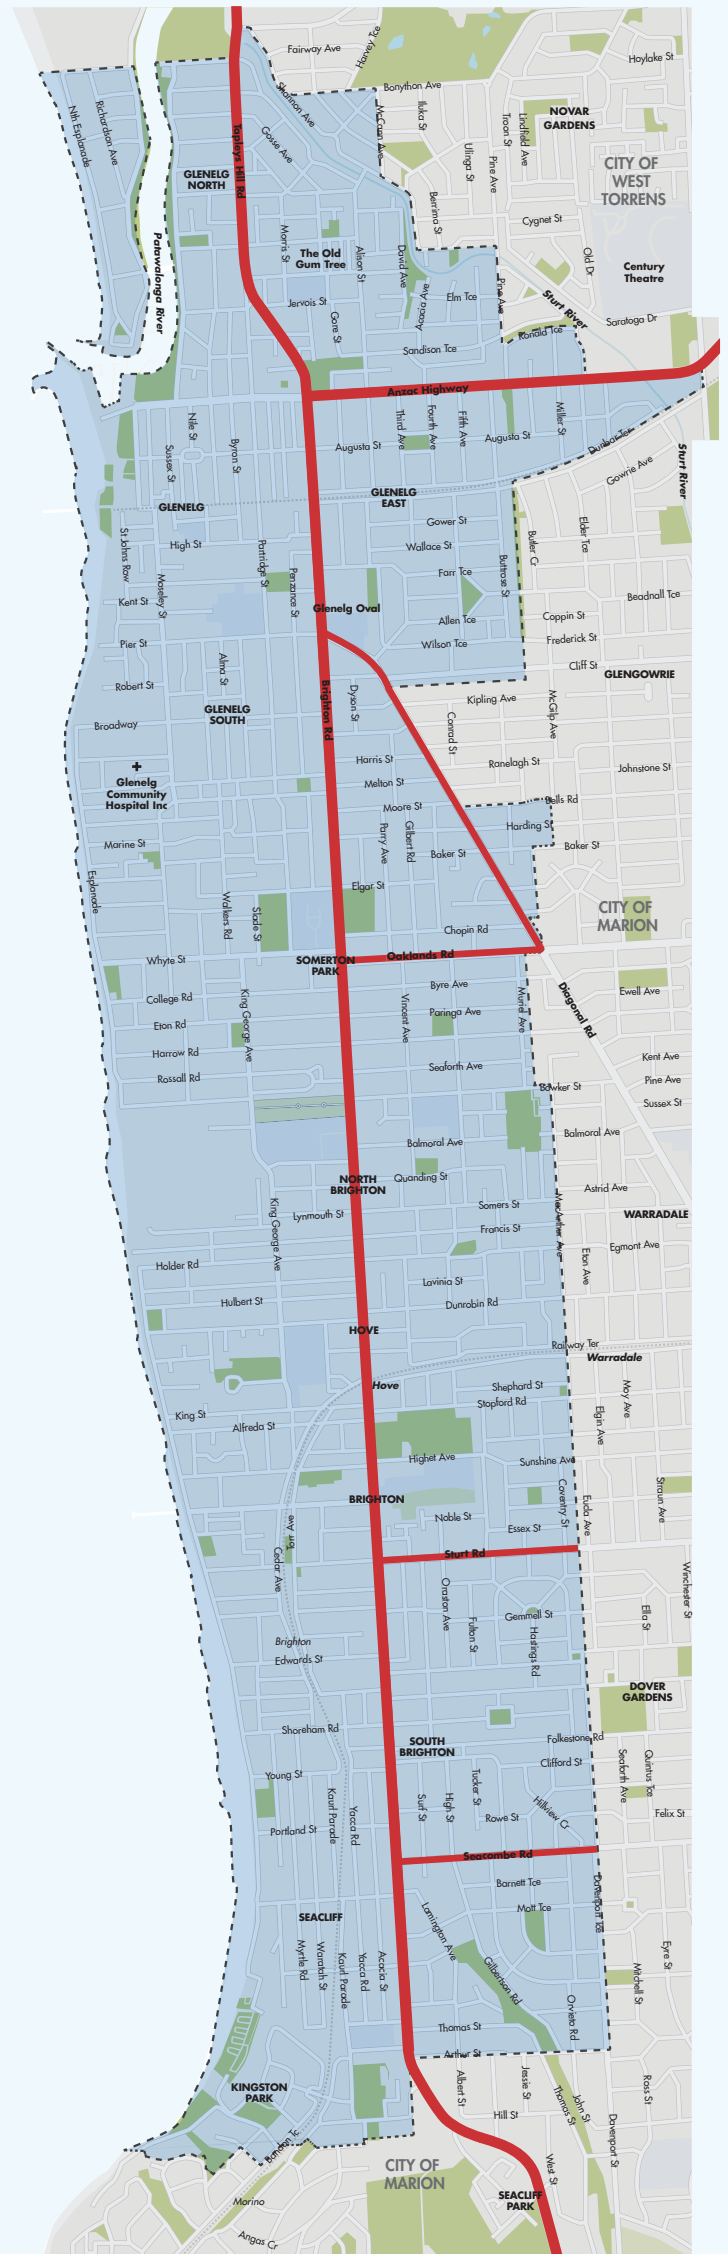 Fairway Ave
Harvey Tce
Hoylake St
Bonython Ave
Shannon Ave
Nth Esplanade
Richardson Ave
McCann Ave
Iluka St
Troon St
Lindfield Ave
NOVAR
GARDENS
Tapleys Hill Rd
Gosse Ave
Ulinga St
Pine Ave
CITY OF
WEST
TORRENS
GLENELG
NORTH
Berrima St
Cygnet St
Patawalonga River
Morris St
The Old
Gum Tree
Alison St
David Ave
Old Dr
Century
Theatre
Acacia Ave
Elm Tce
Pine Ave
Sturt River
Jervois St
Gore St
Saratoga Dr
Ronald Tce
Sandison Tce
Anzac Highway
Nile St
Third Ave
Fourth Ave
Fifth Ave
Miller St
Sussex St
Byron St
Augusta St
Augusta St
Dunbar Ter
Gowrie Ave
Sturt River
GLENELG
GLENELG
EAST
Gower St
St Johns Row
High St
Partridge St
Wallace St
Butler Cr
Elder Tce
Moseley St
Penzance St
Farr Tce
Buttrose St
Kent St
Glenelg Oval
Beadnall Tce
Allen Tce
Coppin St
Pier St
Wilson Tce
Frederick St
Alma St
Cliff St
GLENGOWRIE
Robert St
Brighton Rd
Dyson St
Kipling Ave
McGilp Ave
GLENELG
SOUTH
Broadway
Conrad St
Harris St
Ranelagh St
Johnstone St
Glenelg
Community
Hospital Inc
Melton St
Moore St
Bells Rd
Parry Ave
Gilbert Rd
Harding St
Marine St
Baker St
Baker St
Esplanade
Elgar St
Walkers Rd
Slade St
CITY OF
MARION
Chopin Rd
Whyte St
SOMERTON
PARK
Oaklands Rd
Byre Ave
Ewell Ave
College Rd
King George Ave
Vincent Ave
Muriel Ave
Diagonal Rd
Eton Rd
Paringa Ave
Harrow Rd
Kent Ave
Seaforth Ave
Rossall Rd
Pine Ave
Bowker St
Sussex St
Balmoral Ave
Balmoral Ave
NORTH
BRIGHTON
Quanding St
Astrid Ave
King George Ave
Lynmouth St
Somers St
MacArthur Ave
WARRADALE
Francis St
Egmont Ave
Holder Rd
Eton Ave
Lavinia St
Hulbert St
Dunrobin Rd
HOVE
Railway Ter
Warradale
Hove
Shephard St
May Ave
Stopford Rd
King St
Elgin Ave
Alfreda St
Highet Ave
Sunshine Ave
Coventry St
Straun Ave
BRIGHTON
Euda Ave
Noble St
Essex St
Torr Ave
Cedar Ave
Sturt Rd
Winchester St
Oraston Ave
Fulton St
Gemmell St
Ella St
Hastings Rd
Brighton
Edwards St
DOVER
GARDENS
Shoreham Rd
SOUTH
BRIGHTON
Folkestone Rd
Clifford St
Seaforth Ave
Quintus Tce
Young St
Tucker St
Kauri Parade
Yacca Rd
Surf St
High St
Rowe St
Hillview Cr
Felix St
Portland St
Seacombe Rd
Barnett Tce
Davenport Tce
SEACLIFF
Lamington Ave
Mott Tce
Myrtle Rd
Waratah St
Kauri Parade
Yacca Rd
Acacia St
Gilbertson Rd
Eyre St
Mitchell St
Orvieto Rd
Thomas St
Arthur St
KINGSTON
PARK
Albert St
Jessie St
Thomas St
John St
Ross St
Hill St
Davenport St
CITY OF
MARION
West St
SEACLIFF
PARK
Marino
Angas Cr